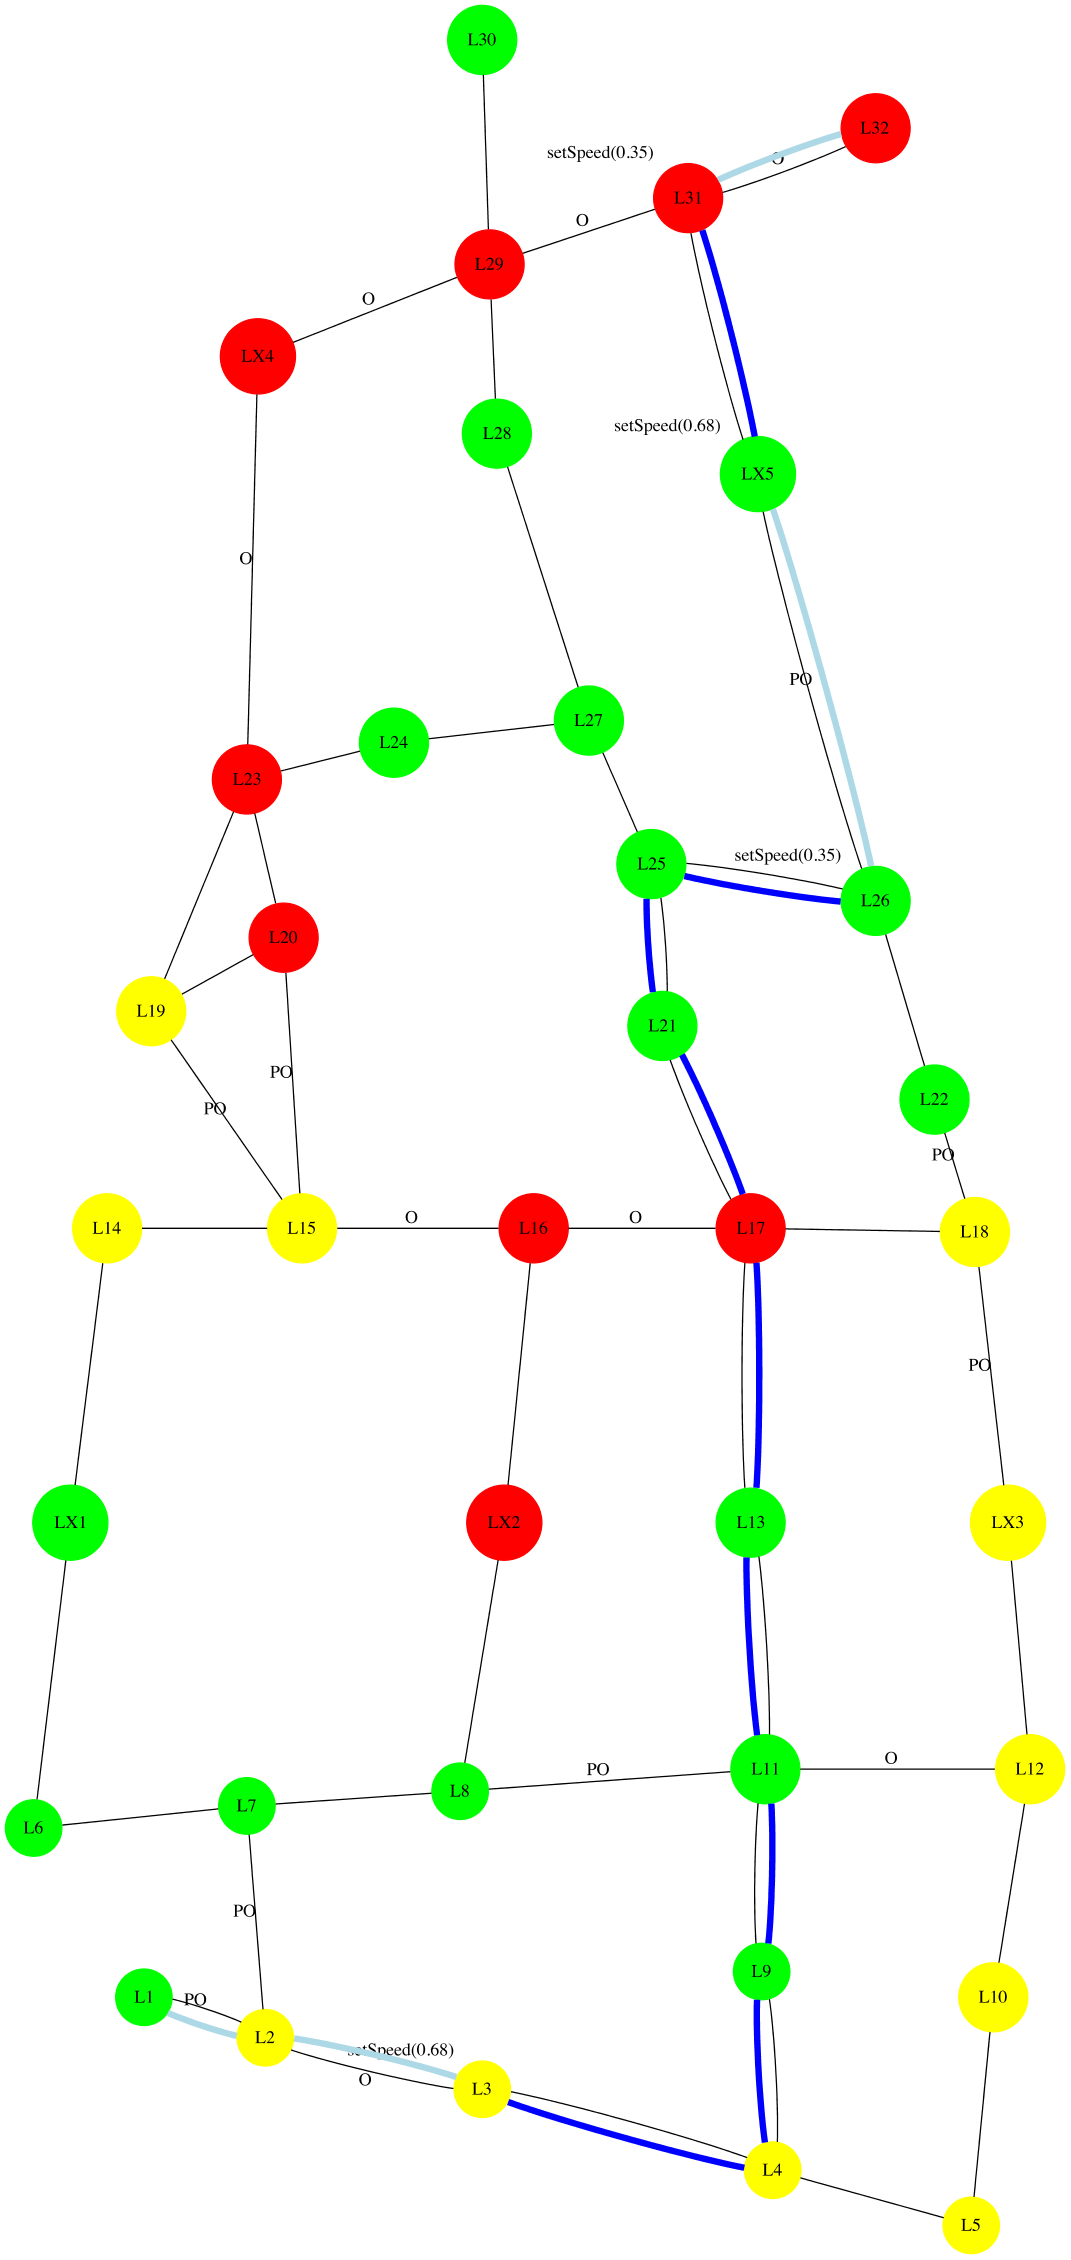 L30
L32
setSpeed(0.35)
O
L31
O
L29
O
LX4
setSpeed(0.68)
L28
LX5
O
PO
L27
L24
L23
setSpeed(0.35)
L25
L26
L20
L19
L21
PO
L22
PO
PO
O
O
L14
L15
L16
L17
L18
PO
LX1
LX2
L13
LX3
O
PO
L11
L12
L8
L7
L6
PO
L9
L1
PO
L10
L2
setSpeed(0.68)
O
L3
L4
L5